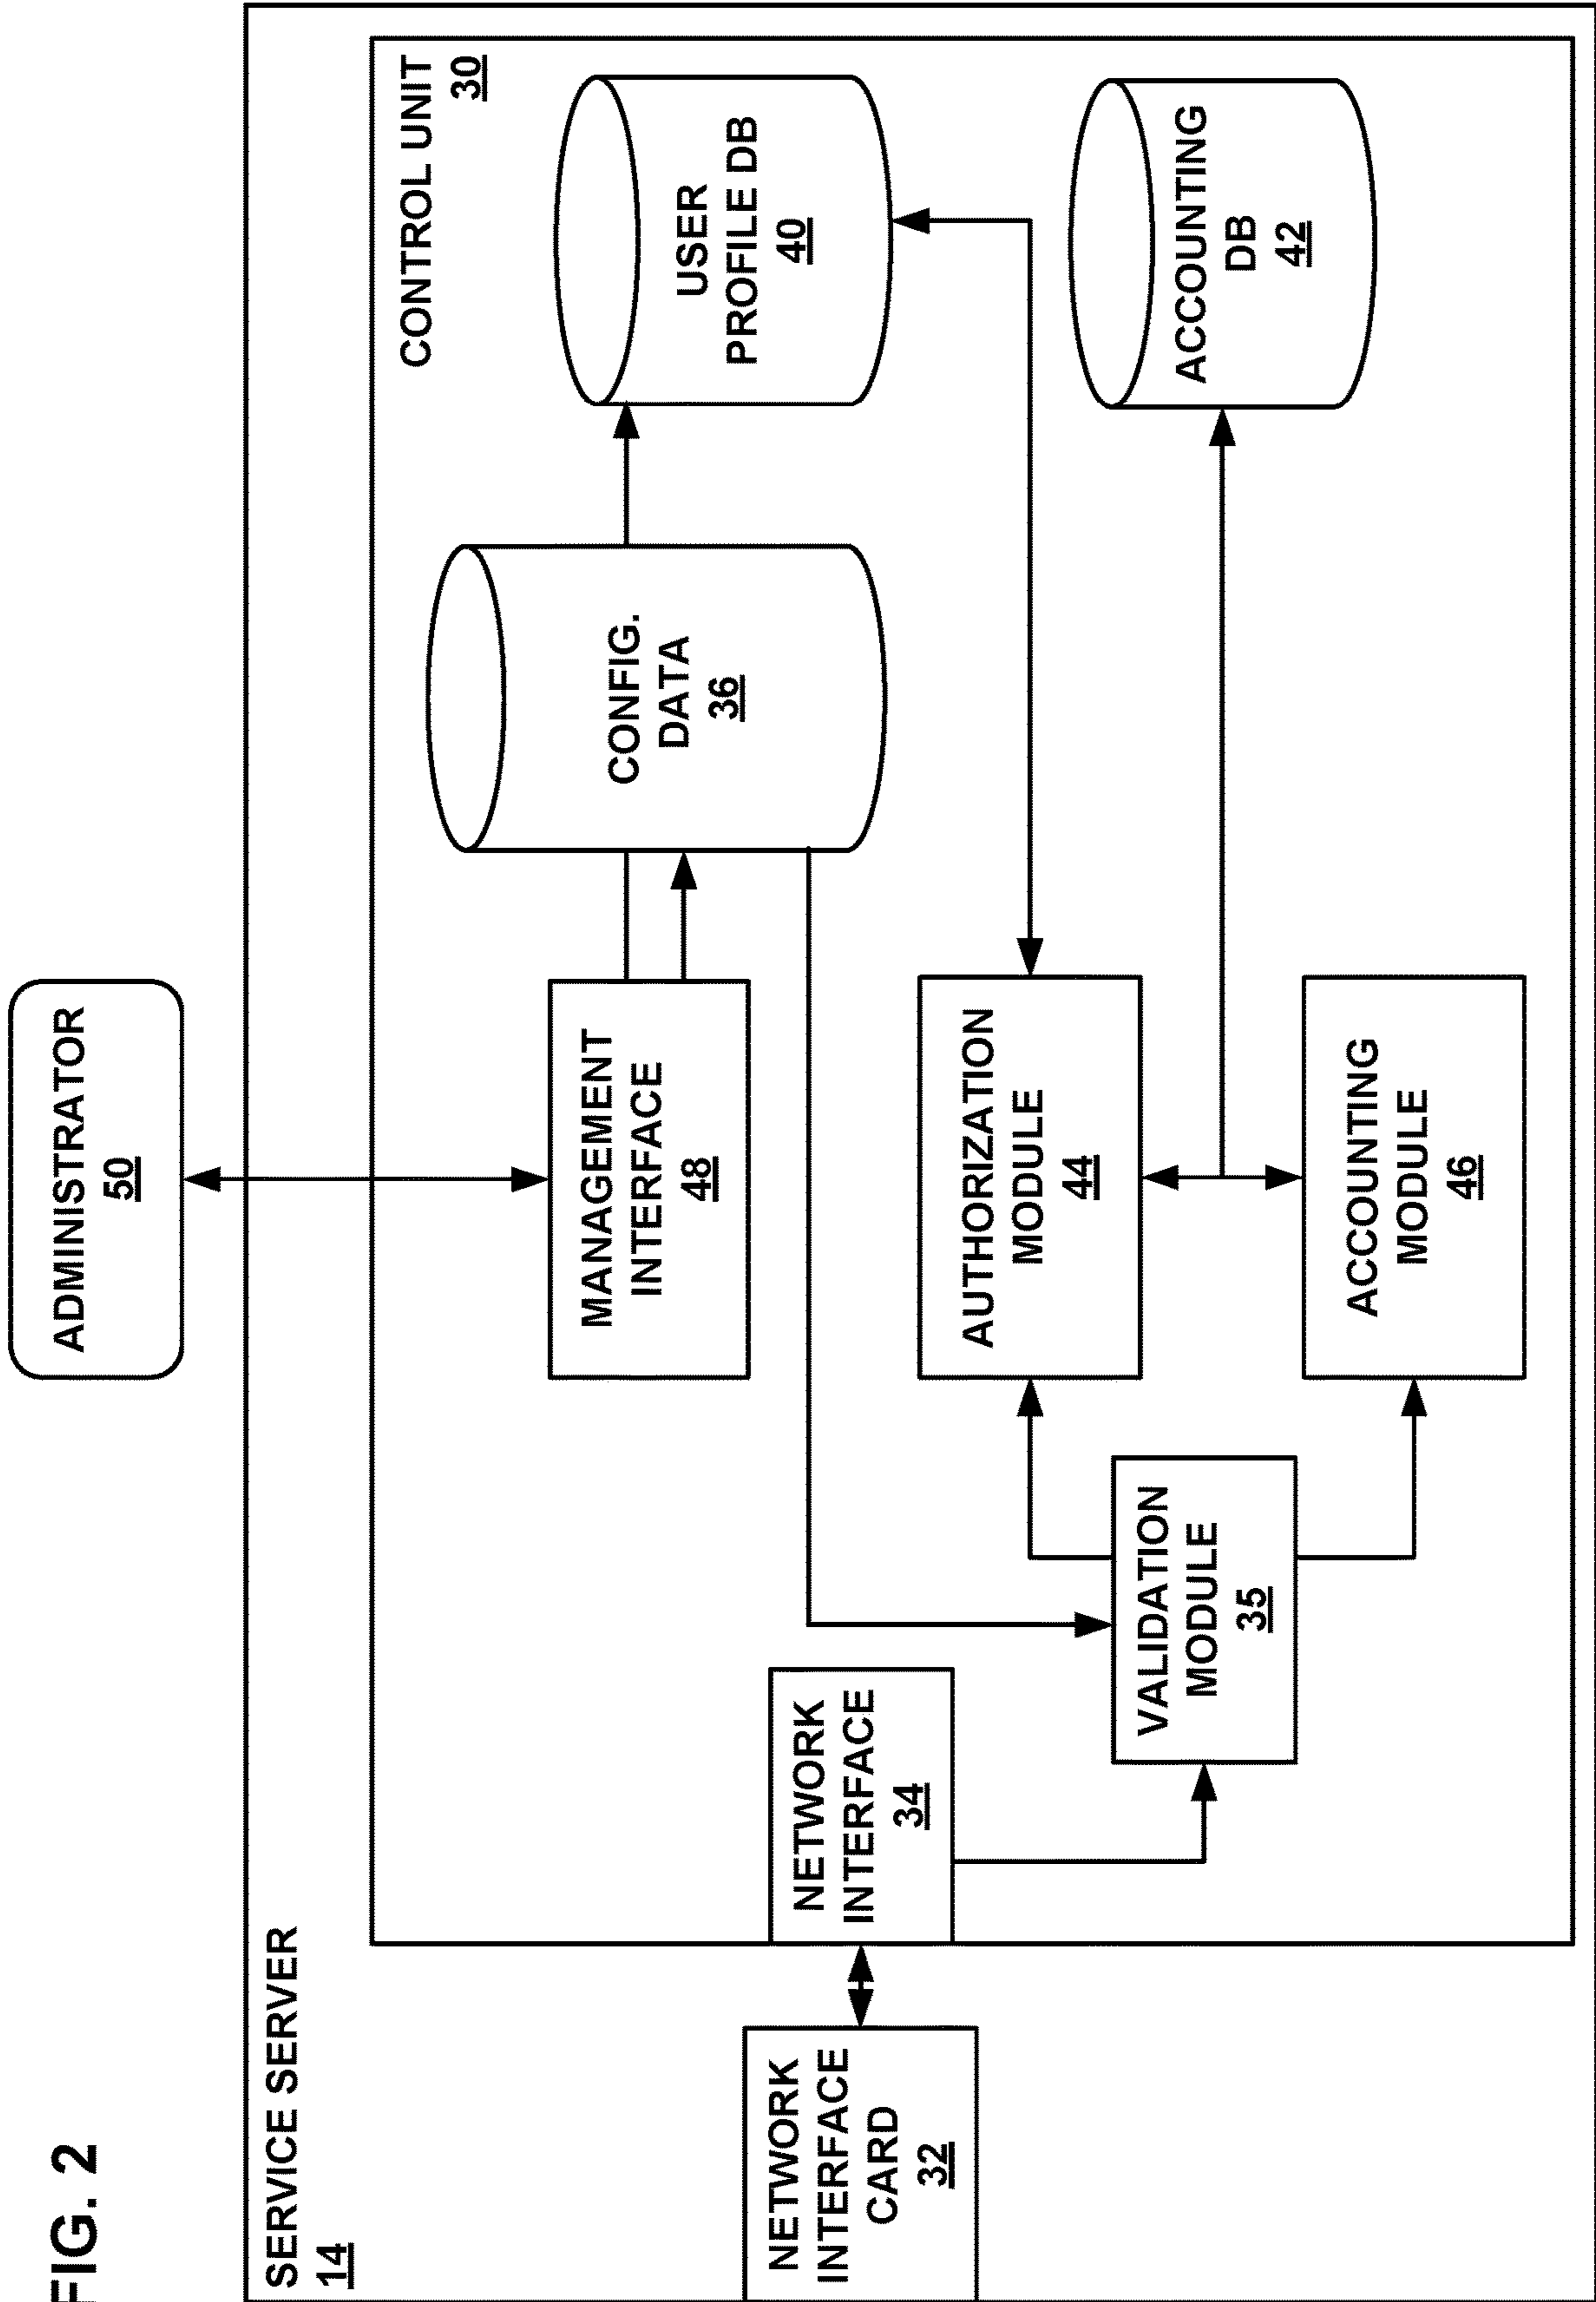 FIG. 2
ADMINISTRATOR
50
SERVICE SERVER
14
CONTROL UNIT
30
NETWORK
INTERFACE
CARD
32
NETWORK
INTERFACE
34
MANAGEMENT
INTERFACE
48
CONFIG.
DATA
36
USER
PROFILE DB
40
VALIDATION
MODULE
35
AUTHORIZATION
MODULE
44
ACCOUNTING
MODULE
46
ACCOUNTING
DB
42